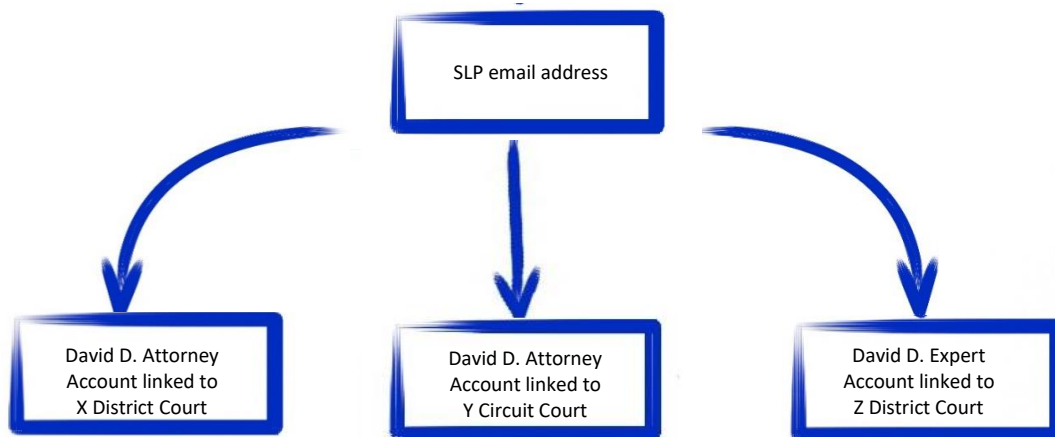 SLP email address
David D. Attorney
Account linked to
X District Court
David D. Attorney
Account linked to
Y Circuit Court
David D. Expert
Account linked to
Z District Court